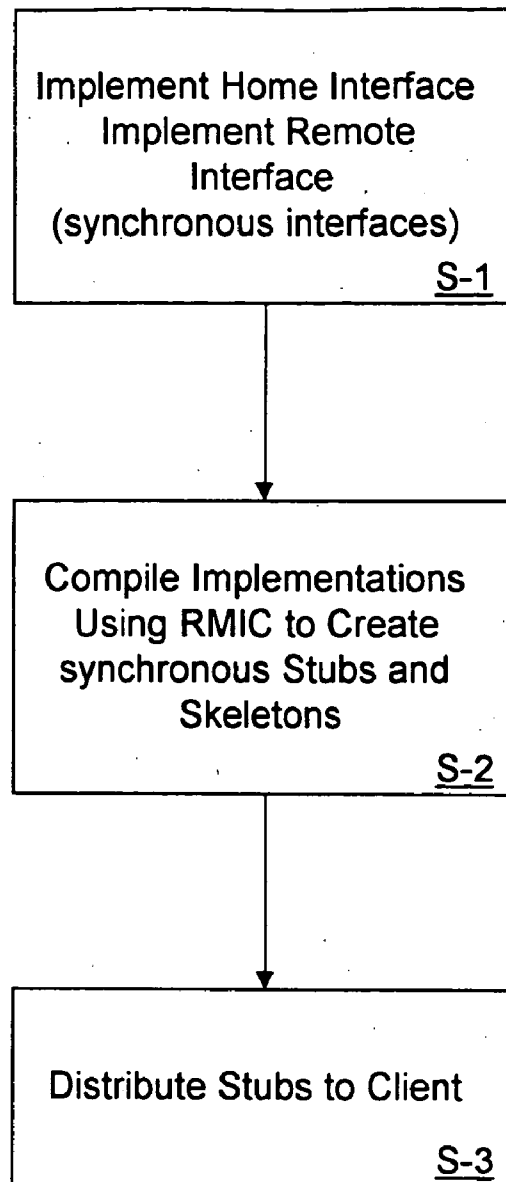 Implement Home Interface
Implement Remote
Interface
(synchronous interfaces)
S-1
Compile Implementations
Using RMIC to Create
synchronous Stubs and
Skeletons
S-2
Distribute Stubs to Client
S-3